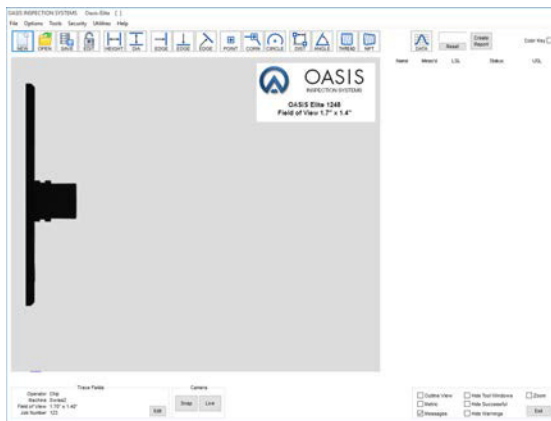 OASIS INSPECTION SYSTEMS Oasis Elite [ ]
File Options Tools Security Utilities Help
NEW OPEN SAVE EDIT HEIGHT DIA EDGE EDGE EDGE POINT CORN CIRCLE DIST ANGLE THREAD NPT DATA Reset Create Report Color Key
Name Meas'd LSL Status USL
OASIS
INSPECTION SYSTEMS
OASIS Elite 1248
Field of View 1.7" x 1.4"
Trace Fields
Operator Chip
Machine Swiss2
Field of View 1.70" x 1.42"
Job Number 123
Edit
Camera
Snap Live
Outline View Hide Tool Windows Zoom
Metric Hide Successful
Messages Hide Warnings Exit